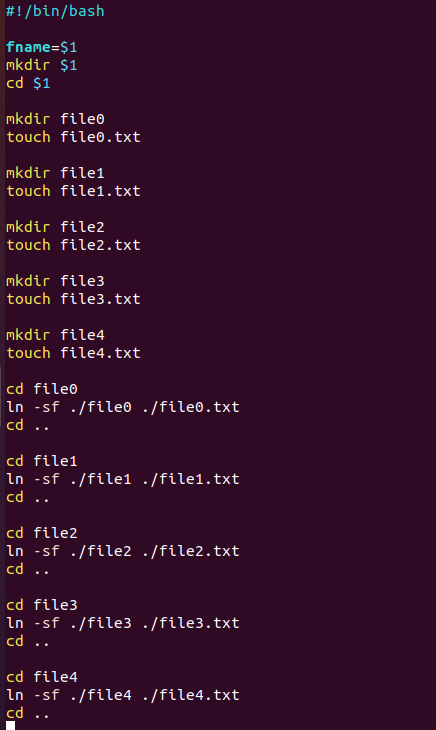 #!/bin/bash
fname=$1
mkdir $1
cd $1
mkdir file0
touch file0.txt
mkdir file1
touch file1.txt
mkdir file2
touch file2.txt
mkdir file3
touch file3.txt
mkdir file4
touch file4.txt
cd file0
ln -sf ./file0 ./file0.txt
cd ..
cd file1
ln -sf ./file1 ./file1.txt
cd ..
cd file2
ln -sf ./file2 ./file2.txt
cd ..
cd file3
ln -sf ./file3 ./file3.txt
cd ..
cd file4
ln -sf ./file4 ./file4.txt
cd ..